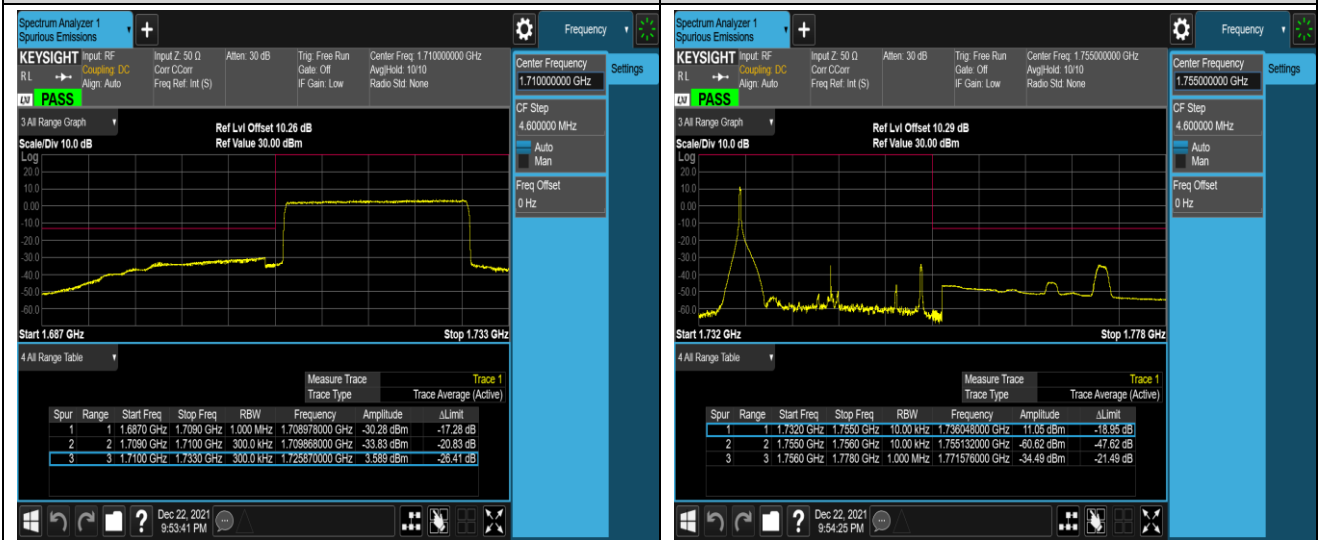 Spectrum Analyzer 1
Spurious Emissions
+
Frequency
KEYSIGHT Input: RF Input Z: 50 Ω Atten: 30 dB Trig: Free Run Center Freq: 1.710000000 GHz
RL Coupling: DC Corr CCorr Gate: Off Avg|Hold: 10/10
Align: Auto Freq Ref: Int (S) IF Gain: Low Radio Std: None
LXI PASS
Center Frequency
1.710000000 GHz
Settings
CF Step
4.600000 MHz
Auto
Man
Freq Offset
0 Hz
3 All Range Graph
Ref Lvl Offset 10.26 dB
Scale/Div 10.0 dB Ref Value 30.00 dBm
Log
20.0
10.0
0.00
-10.0
-20.0
-30.0
-40.0
-50.0
-60.0
Start 1.687 GHz Stop 1.733 GHz
4 All Range Table
Measure Trace Trace 1
Trace Type Trace Average (Active)
Spur Range Start Freq Stop Freq RBW Frequency Amplitude ΔLimit
1 1 1.6870 GHz 1.7090 GHz 1.000 MHz 1.708978000 GHz -30.28 dBm -17.28 dB
2 2 1.7090 GHz 1.7100 GHz 300.0 kHz 1.709868000 GHz -33.83 dBm -20.83 dB
3 3 1.7100 GHz 1.7330 GHz 300.0 kHz 1.725870000 GHz 3.589 dBm -26.41 dB
? Dec 22, 2021
9:53:41 PM
Spectrum Analyzer 1
Spurious Emissions
+
Frequency
KEYSIGHT Input: RF Input Z: 50 Ω Atten: 30 dB Trig: Free Run Center Freq: 1.755000000 GHz
RL Coupling: DC Corr CCorr Gate: Off Avg|Hold: 10/10
Align: Auto Freq Ref: Int (S) IF Gain: Low Radio Std: None
LXI PASS
Center Frequency
1.755000000 GHz
Settings
CF Step
4.600000 MHz
Auto
Man
Freq Offset
0 Hz
3 All Range Graph
Ref Lvl Offset 10.29 dB
Scale/Div 10.0 dB Ref Value 30.00 dBm
Log
20.0
10.0
0.00
-10.0
-20.0
-30.0
-40.0
-50.0
-60.0
Start 1.732 GHz Stop 1.778 GHz
4 All Range Table
Measure Trace Trace 1
Trace Type Trace Average (Active)
Spur Range Start Freq Stop Freq RBW Frequency Amplitude ΔLimit
1 1 1.7320 GHz 1.7550 GHz 10.00 kHz 1.736048000 GHz 11.05 dBm -18.95 dB
2 2 1.7550 GHz 1.7560 GHz 10.00 kHz 1.755132000 GHz -60.62 dBm -47.62 dB
3 3 1.7560 GHz 1.7780 GHz 1.000 MHz 1.771576000 GHz -34.49 dBm -21.49 dB
? Dec 22, 2021
9:54:25 PM